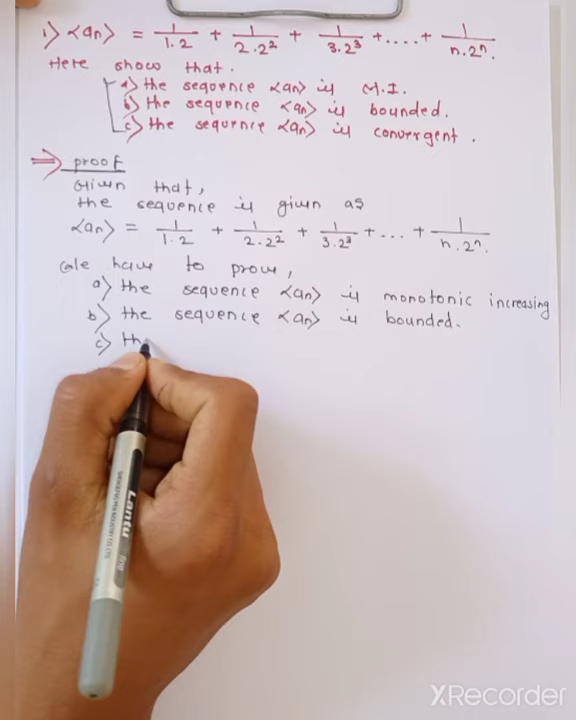 1) <an> = 1/1.2 + 1/2.2² + 1/3.2³ +....+ 1/n.2ⁿ.
Here show that.
a) the sequence <an> is M.I.
b) the sequence <an> is bounded.
c) the sequence <an> is convergent.
⇒ proof
Given that,
the sequence is given as
<an> = 1/1.2 + 1/2.2² + 1/3.2³ +...+ 1/n.2ⁿ.
we have to prove,
a) the sequence <an> is monotonic increasing
b) the sequence <an> is bounded.
c) th
Lantu
XRecorder